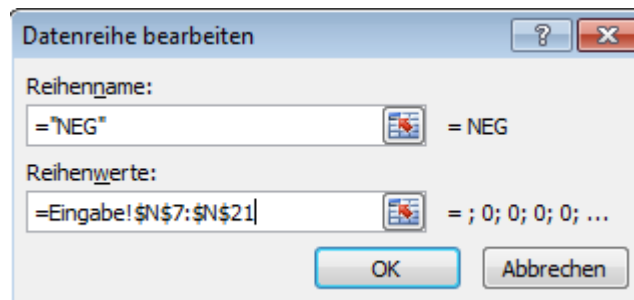 Datenreihe bearbeiten
Reihenname:
="NEG" = NEG
Reihenwerte:
=Eingabe!$N$7:$N$21 = ; 0; 0; 0; 0; ...
OK Abbrechen